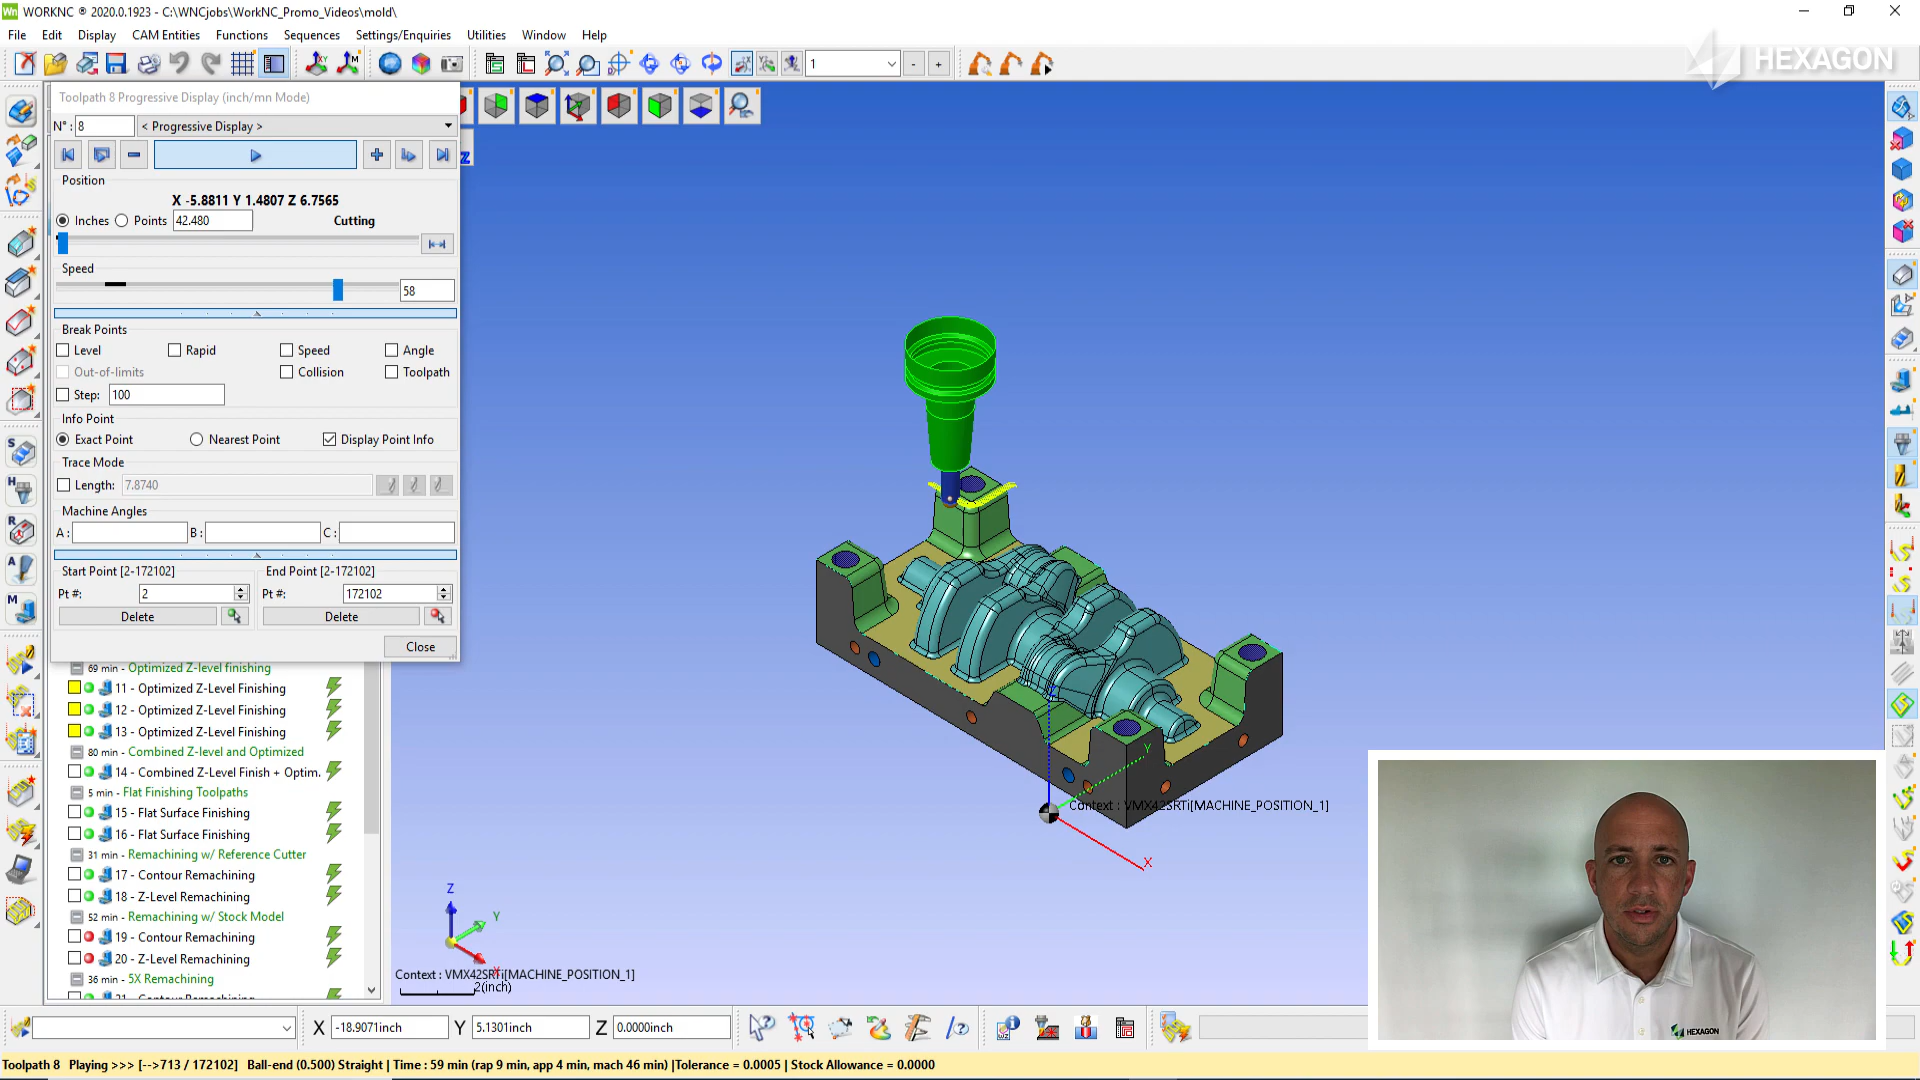 WORKNC ® 2020.0.1923 - C:\WNCjobs\WorkNC_Promo_Videos\mold\
File Edit Display CAM Entities Functions Sequences Settings/Enquiries Utilities Window Help
1 - +
HEXAGON
Toolpath 8 Progressive Display (inch/mn Mode)
N° : 8 < Progressive Display >
Position
X -5.8811 Y 1.4807 Z 6.7565
Inches Points 42.480 Cutting
Speed
58
Break Points
Level Rapid Speed Angle
Out-of-limits Collision Toolpath
Step: 100
Info Point
Exact Point Nearest Point Display Point Info
Trace Mode
Length: 7.8740
Machine Angles
A : B : C :
Start Point [2-172102] End Point [2-172102]
Pt #: 2 Pt #: 172102
Delete Delete
Close
69 min - Optimized Z-level finishing
11 - Optimized Z-Level Finishing
12 - Optimized Z-Level Finishing
13 - Optimized Z-Level Finishing
80 min - Combined Z-level and Optimized
14 - Combined Z-Level Finish + Optim.
5 min - Flat Finishing Toolpaths
15 - Flat Surface Finishing
16 - Flat Surface Finishing
31 min - Remachining w/ Reference Cutter
17 - Contour Remachining
18 - Z-Level Remachining
52 min - Remachining w/ Stock Model
19 - Contour Remachining
20 - Z-Level Remachining
36 min - 5X Remachining
21 - Contour Remachining
Z
Y
Context : VMX42SRTi[MACHINE_POSITION_1]
X
Z
Y
X
Context : VMX42SRTi[MACHINE_POSITION_1]
2(inch)
HEXAGON
X -18.9071inch Y 5.1301inch Z 0.0000inch
Toolpath 8 Playing >>> [-->713 / 172102] Ball-end (0.500) Straight | Time : 59 min (rap 9 min, app 4 min, mach 46 min) |Tolerance = 0.0005 | Stock Allowance = 0.0000